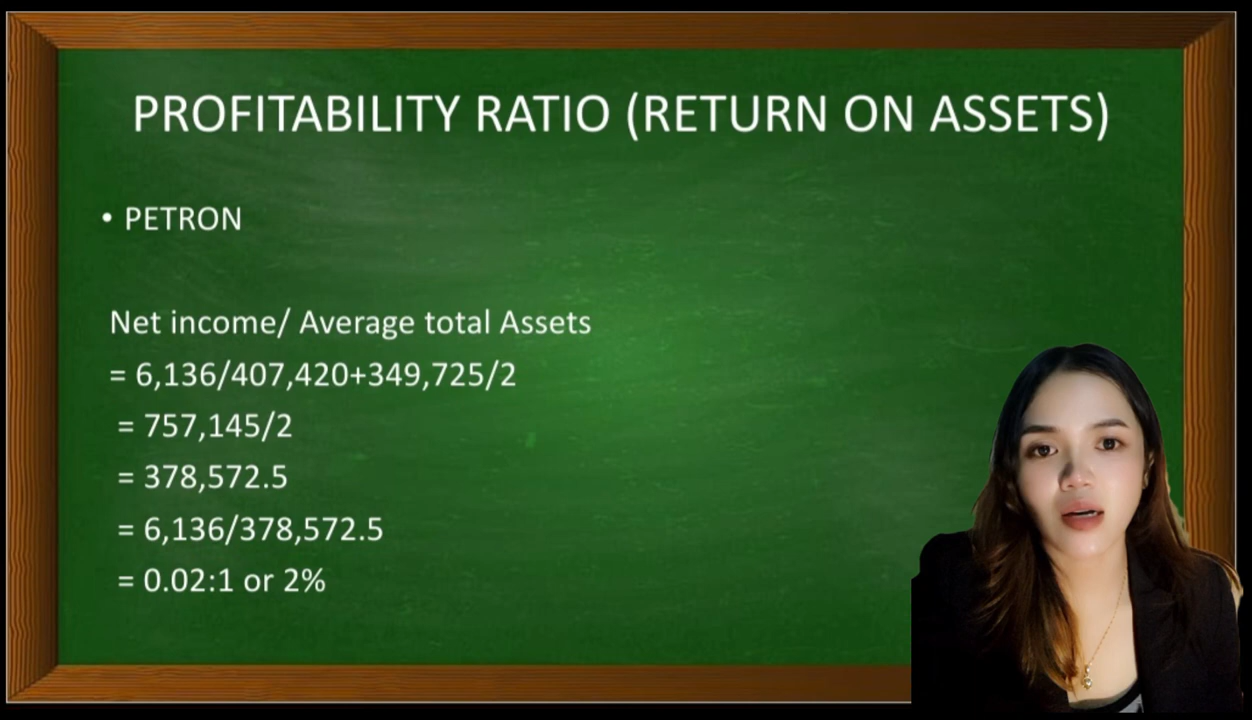 PROFITABILITY RATIO (RETURN ON ASSETS)
• PETRON
Net income/ Average total Assets
= 6,136/407,420+349,725/2
= 757,145/2
= 378,572.5
= 6,136/378,572.5
= 0.02:1 or 2%